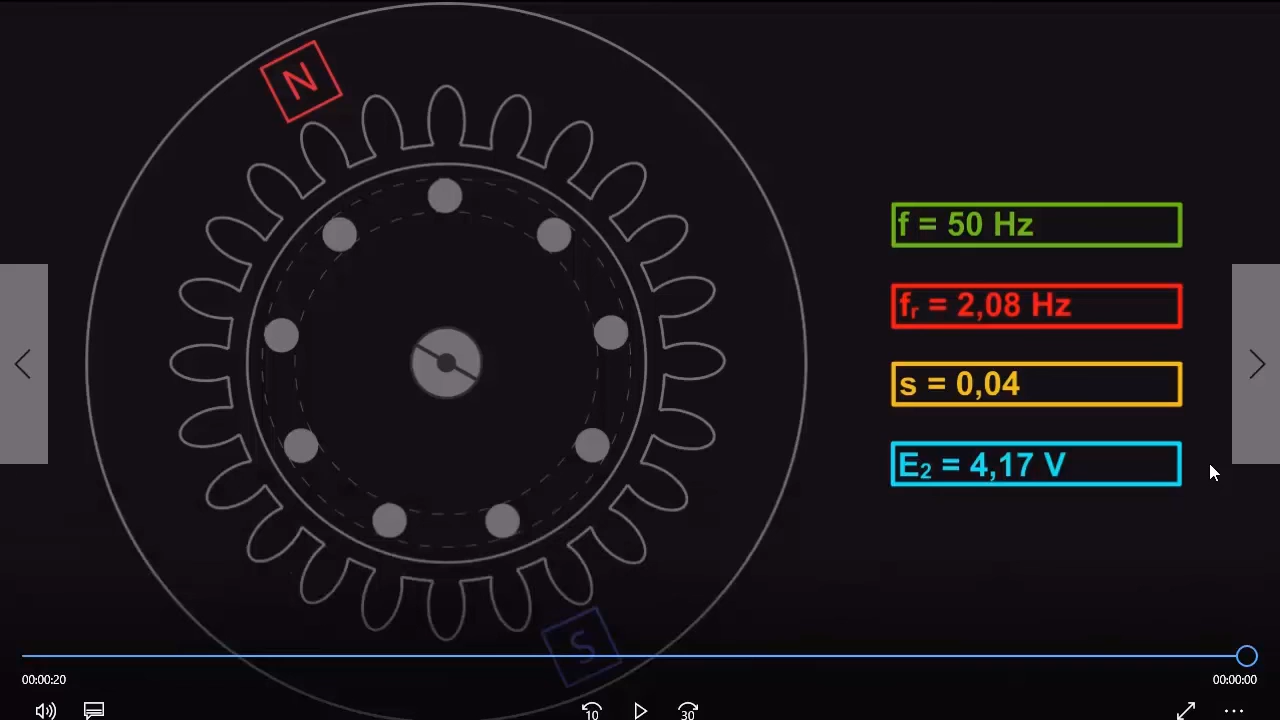 N
f = 50 Hz
fᵣ = 2,08 Hz
s = 0,04
E₂ = 4,17 V
S
00:00:20
00:00:00
10
30